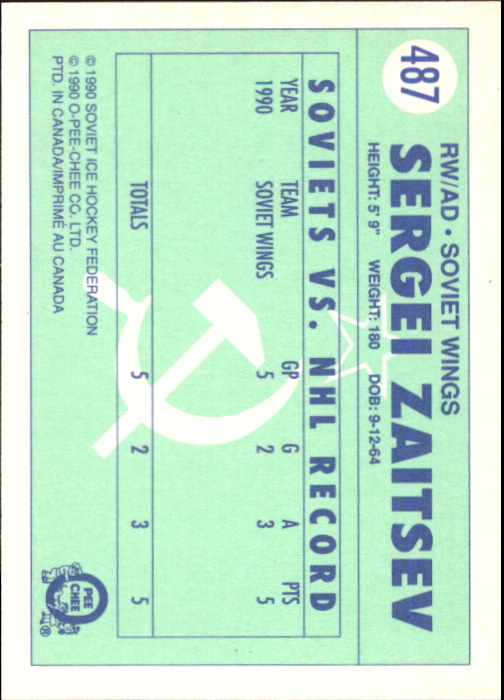 487
RW/AD • SOVIET WINGS
SERGEI ZAITSEV
HEIGHT: 5' 9" WEIGHT: 180 DOB: 9-12-64
SOVIETS VS. NHL RECORD
YEAR TEAM GP G A PTS
1990 SOVIET WINGS 5 2 3 5
TOTALS 5 2 3 5
© 1990 SOVIET ICE HOCKEY FEDERATION
© 1990 O-PEE-CHEE CO. LTD.
PTD. IN CANADA/IMPRIMÉ AU CANADA
O
PEE
CHEE
®